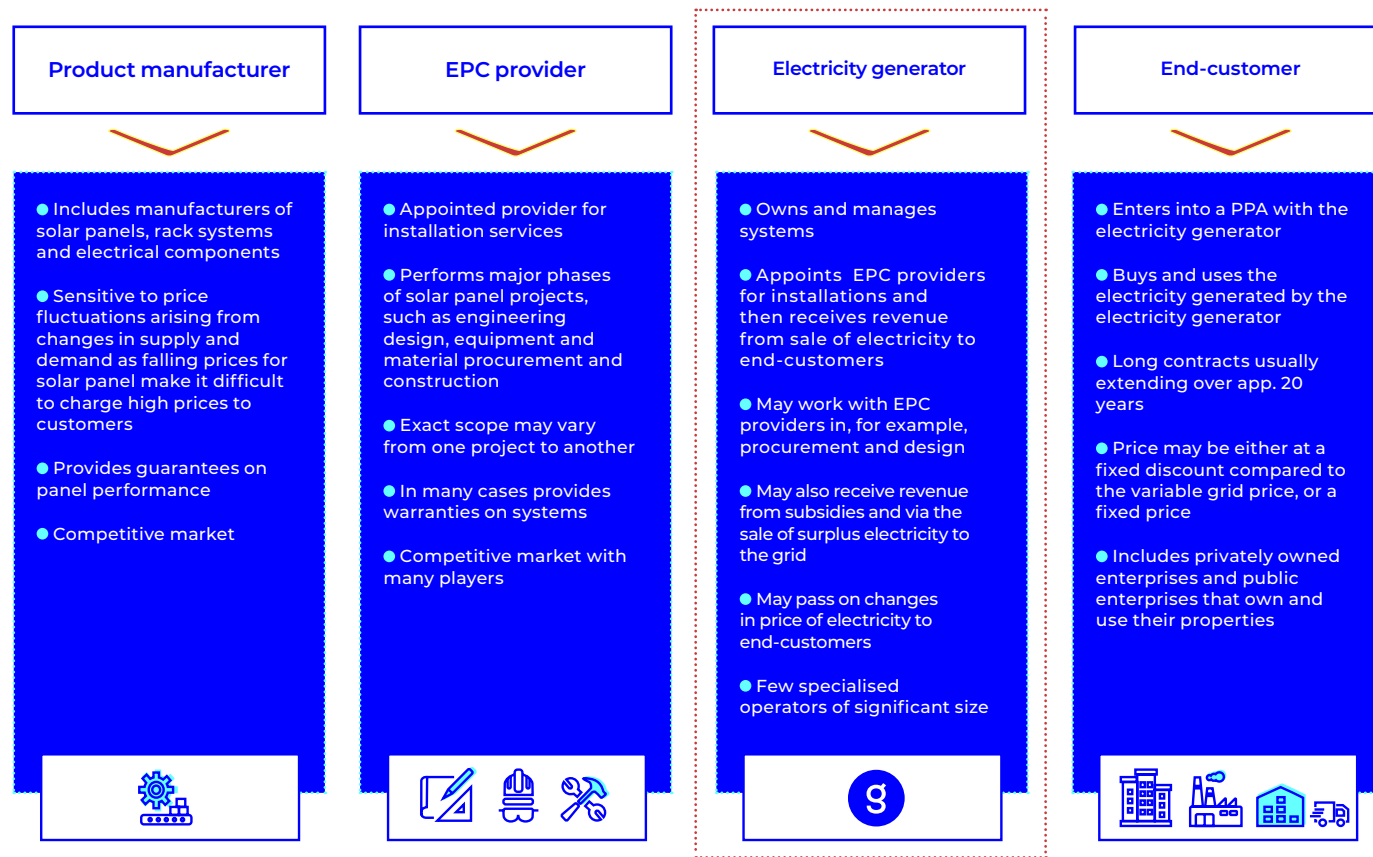 Product manufacturer
● Includes manufacturers of
solar panels, rack systems
and electrical components
● Sensitive to price
fluctuations arising from
changes in supply and
demand as falling prices for
solar panel make it difficult
to charge high prices to
customers
● Provides guarantees on
panel performance
● Competitive market
EPC provider
● Appointed provider for
installation services
● Performs major phases
of solar panel projects,
such as engineering
design, equipment and
material procurement and
construction
● Exact scope may vary
from one project to another
● In many cases provides
warranties on systems
● Competitive market with
many players
Electricity generator
● Owns and manages
systems
● Appoints EPC providers
for installations and
then receives revenue
from sale of electricity to
end-customers
● May work with EPC
providers in, for example,
procurement and design
● May also receive revenue
from subsidies and via the
sale of surplus electricity to
the grid
● May pass on changes
in price of electricity to
end-customers
● Few specialised
operators of significant size
g
End-customer
● Enters into a PPA with the
electricity generator
● Buys and uses the
electricity generated by the
electricity generator
● Long contracts usually
extending over app. 20
years
● Price may be either at a
fixed discount compared to
the variable grid price, or a
fixed price
● Includes privately owned
enterprises and public
enterprises that own and
use their properties